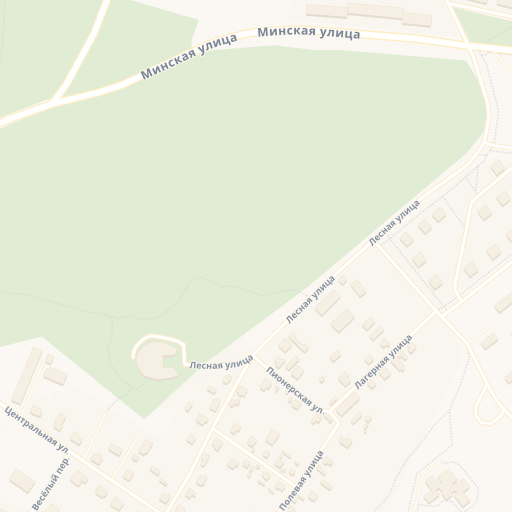 Минская улица
Минская улица
Лесная улица
Лесная улица
Лесная улица
Лагерная улица
Пионерская ул.
Центральная ул.
Весёлый пер.
Полевая улица